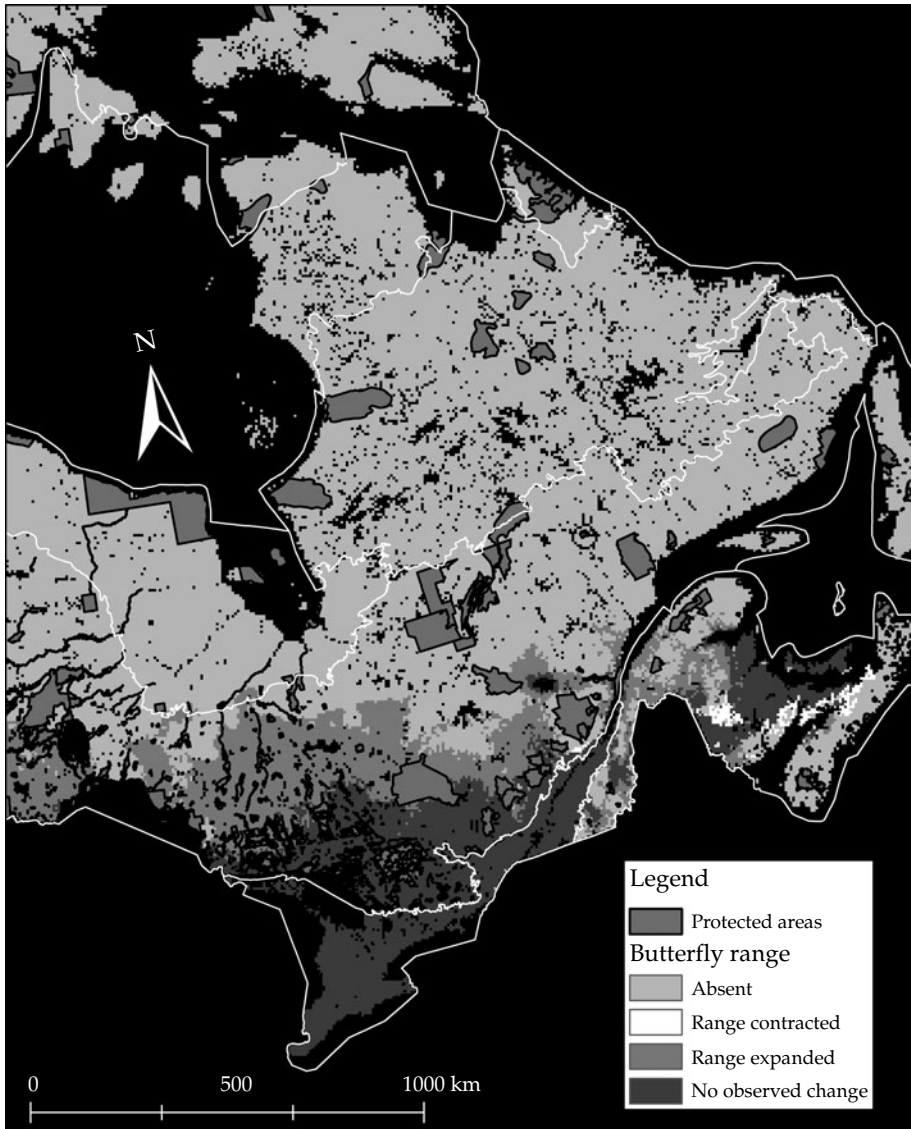 N
Legend
Protected areas
Butterfly range
Absent
Range contracted
Range expanded
No observed change
0 500 1000 km